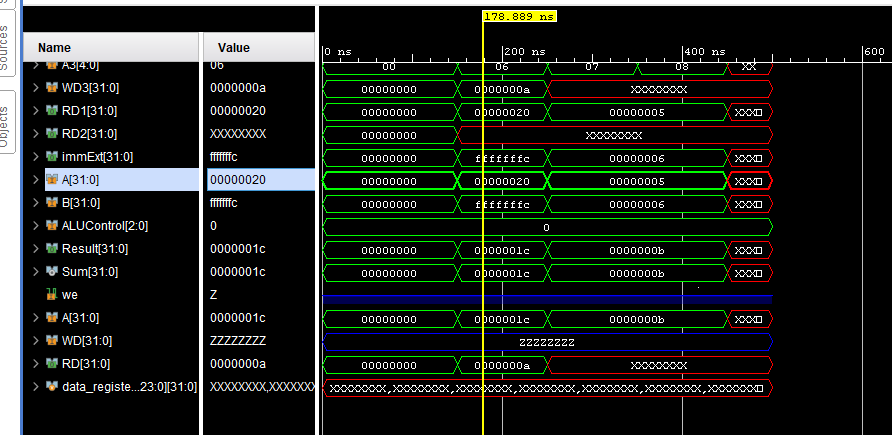 Sources
Objects
178.889 ns
Name Value
0 ns 200 ns 400 ns 600
A3[4:0] 06 00 06 07 08 XX
WD3[31:0] 0000000a 00000000 0000000a XXXXXXXX
RD1[31:0] 00000020 00000000 00000020 00000005 XXX
RD2[31:0] XXXXXXXX 00000000 XXXXXXXX
immExt[31:0] fffffffc 00000000 fffffffc 00000006 XXX
A[31:0] 00000020 00000000 00000020 00000005 XXX
B[31:0] fffffffc 00000000 fffffffc 00000006 XXX
ALUControl[2:0] 0 0
Result[31:0] 0000001c 00000000 0000001c 0000000b XXX
Sum[31:0] 0000001c 00000000 0000001c 0000000b XXX
we Z
A[31:0] 0000001c 00000000 0000001c 0000000b XXX
WD[31:0] ZZZZZZZZ ZZZZZZZZ
RD[31:0] 0000000a 00000000 0000000a XXXXXXXX
data_registe...23:0][31:0] XXXXXXXX,XXXXXXX XXXXXXXX,XXXXXXXX,XXXXXXXX,XXXXXXXX,XXXXXXXX,XXXXXXXX,XXXXXXX